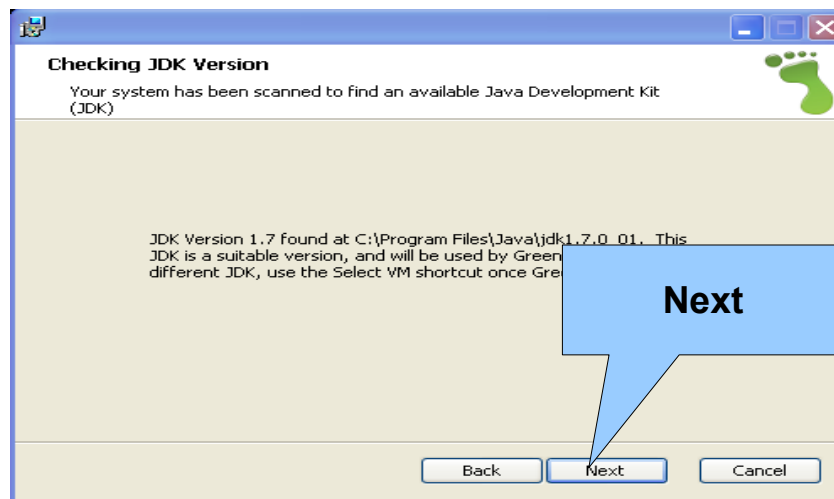 Checking JDK Version
Your system has been scanned to find an available Java Development Kit
(JDK)
JDK Version 1.7 found at C:\Program Files\Java\jdk1.7.0_01. This
JDK is a suitable version, and will be used by Green
different JDK, use the Select VM shortcut once Gre
Next
Back
Next
Cancel